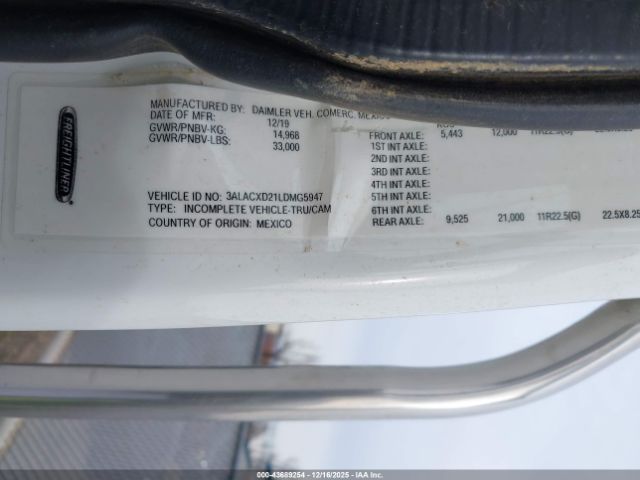 FREIGHTLINER
MANUFACTURED BY: DAIMLER VEH. COMERC. MEXICO
DATE OF MFR: 12/19
GVWR/PNBV-KG: 14,968
GVWR/PNBV-LBS: 33,000
VEHICLE ID NO: 3ALACXD21LDMG5947
TYPE: INCOMPLETE VEHICLE-TRU/CAM
COUNTRY OF ORIGIN: MEXICO
FRONT AXLE: 5,443 12,000 11R22.5(G)
1ST INT AXLE:
2ND INT AXLE:
3RD INT AXLE:
4TH INT AXLE:
5TH INT AXLE:
6TH INT AXLE:
REAR AXLE: 9,525 21,000 11R22.5(G) 22.5X8.25
© 000-43689254 - 12/16/2025 - IAA Inc.